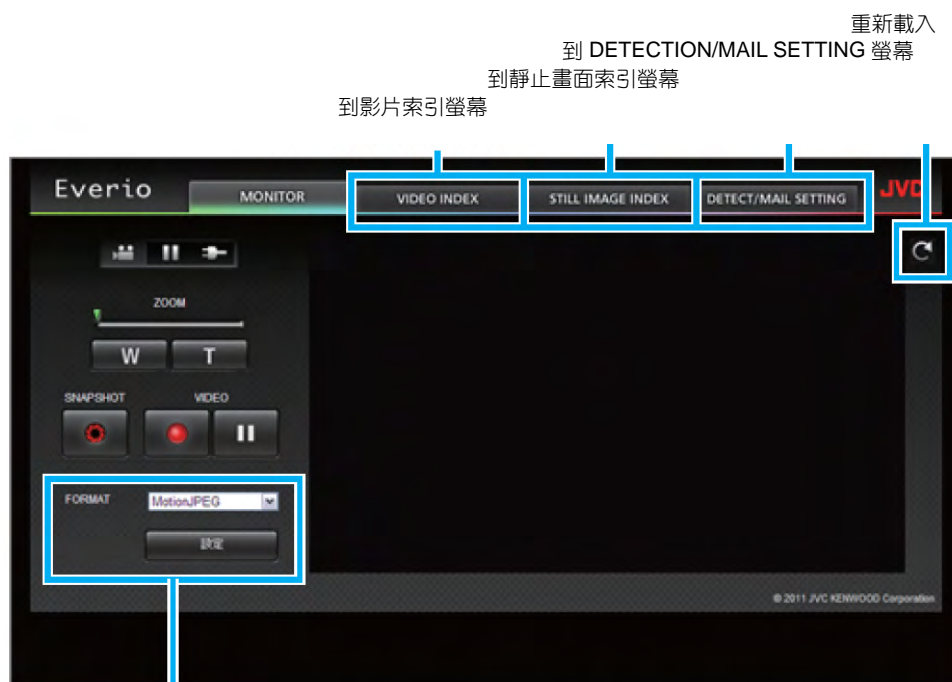 重新載入
到 DETECTION/MAIL SETTING 螢幕
到靜止畫面索引螢幕
到影片索引螢幕
Everio MONITOR VIDEO INDEX STILL IMAGE INDEX DETECT/MAIL SETTING JVC
ZOOM
W T
SNAPSHOT VIDEO
FORMAT MotionJPEG
設定
© 2011 JVC KENWOOD Corporation